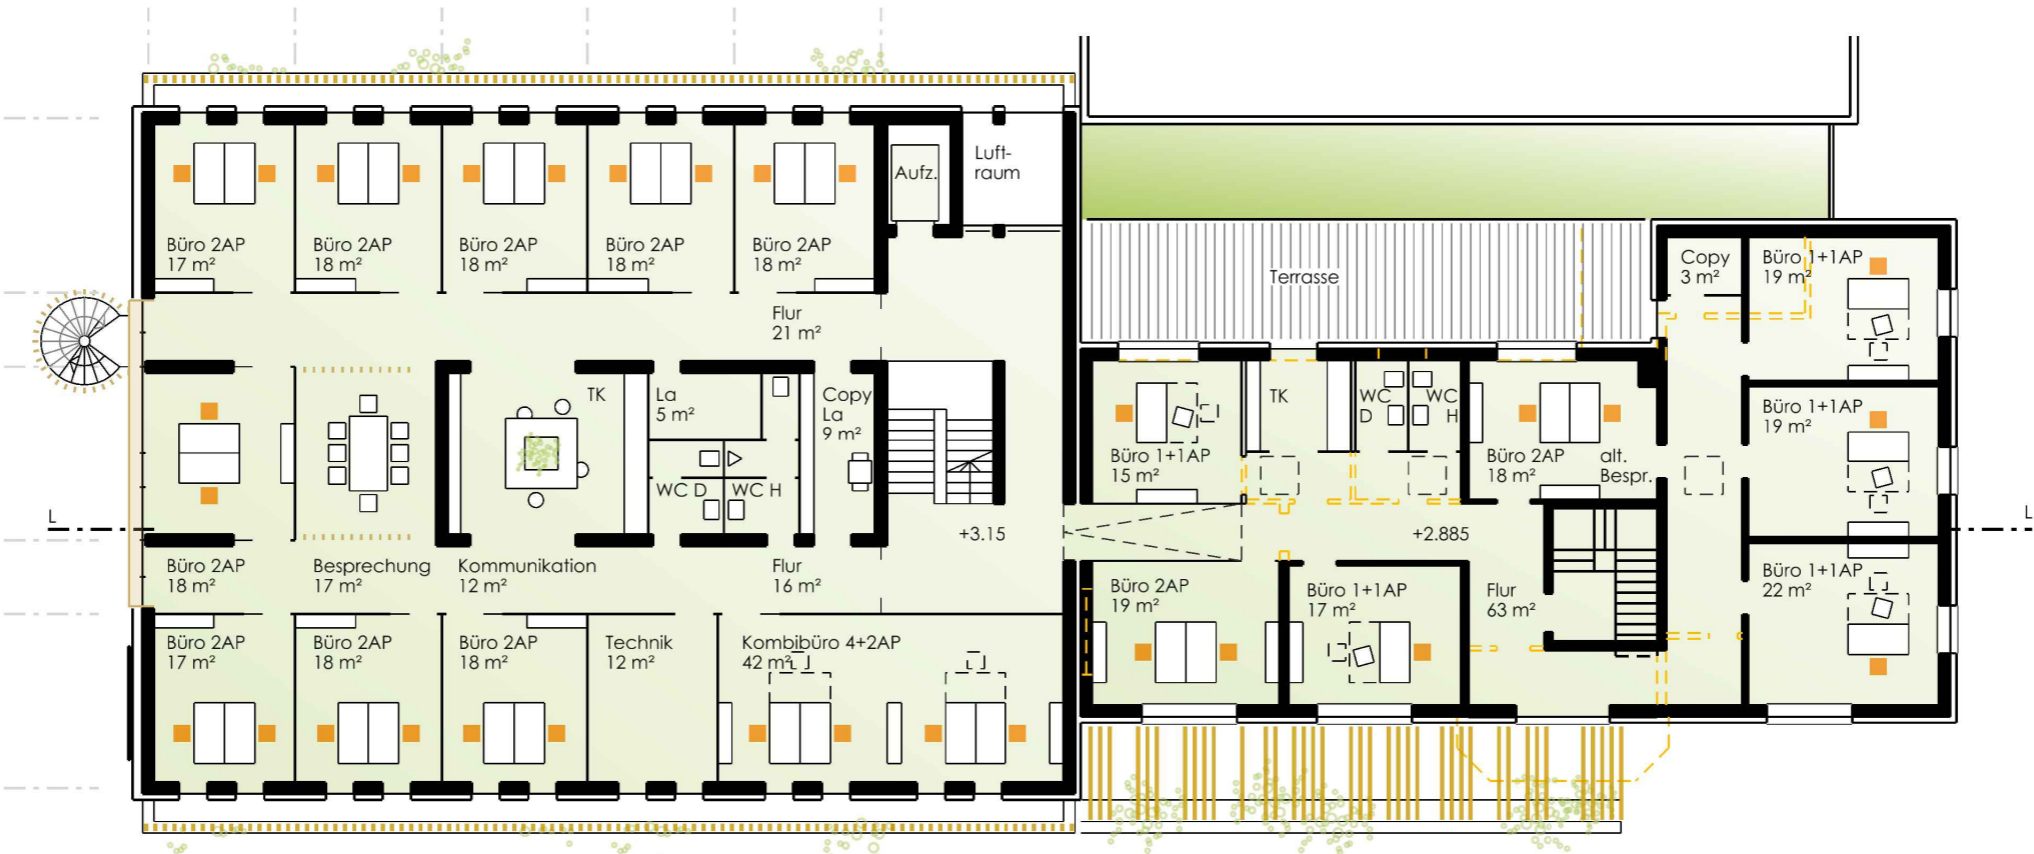 Büro 2AP
17 m²
Büro 2AP
18 m²
Büro 2AP
18 m²
Büro 2AP
18 m²
Büro 2AP
18 m²
Aufz.
Luft-
raum
Flur
21 m²
TK
La
5 m²
Copy
La
9 m²
WC D
WC H
L
Büro 2AP
18 m²
Besprechung
17 m²
Kommunikation
12 m²
Flur
16 m²
+3.15
Büro 2AP
17 m²
Büro 2AP
18 m²
Büro 2AP
18 m²
Technik
12 m²
Kombibüro 4+2AP
42 m²
Terrasse
Copy
3 m²
Büro 1+1AP
19 m²
Büro 1+1AP
15 m²
TK
WC
D
WC
H
Büro 2AP
18 m²
alt.
Bespr.
Büro 1+1AP
19 m²
+2.885
L
Büro 2AP
19 m²
Büro 1+1AP
17 m²
Flur
63 m²
Büro 1+1AP
22 m²